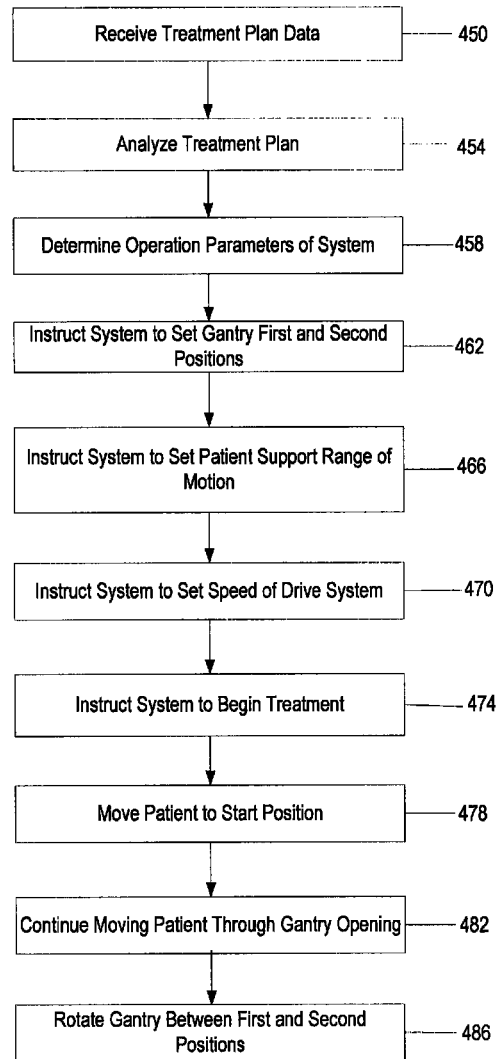 Receive Treatment Plan Data
450
Analyze Treatment Plan
454
Determine Operation Parameters of System
458
Instruct System to Set Gantry First and Second
Positions
462
Instruct System to Set Patient Support Range of
Motion
466
Instruct System to Set Speed of Drive System
470
Instruct System to Begin Treatment
474
Move Patient to Start Position
478
Continue Moving Patient Through Gantry Opening
482
Rotate Gantry Between First and Second
Positions
486